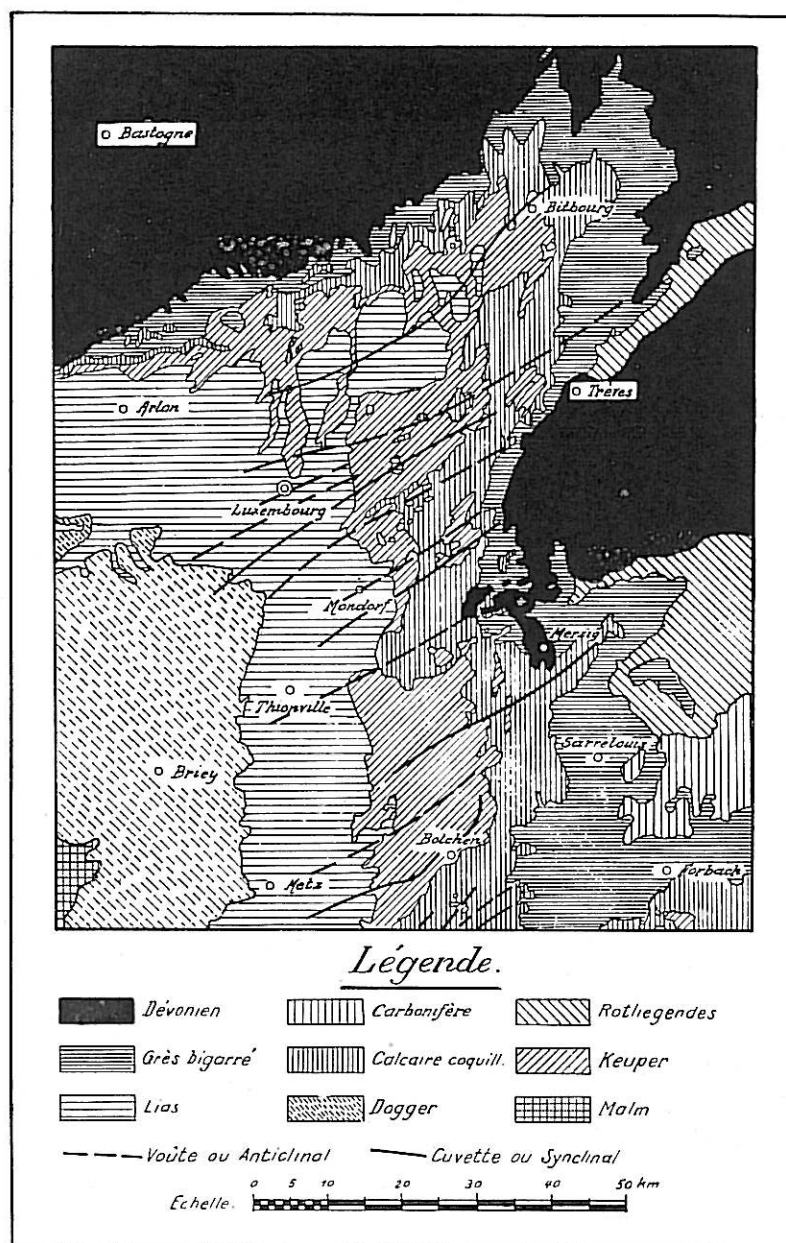 Bastogne
Bitbourg
Trèves
Arlon
Luxembourg
Mondorf
Merzig
Thionville
Sarrelouis
Briey
Bolchen
Metz
Forbach
Légende.
Dévonien
Carbonifère
Rothegendes
Grès bigarré
Calcaire coquill.
Keuper
Lias
Dogger
Malm
Voûte ou Anticlinal
Cuvette ou Synclinal
0 5 10 20 30 40 50 km
Echelle.